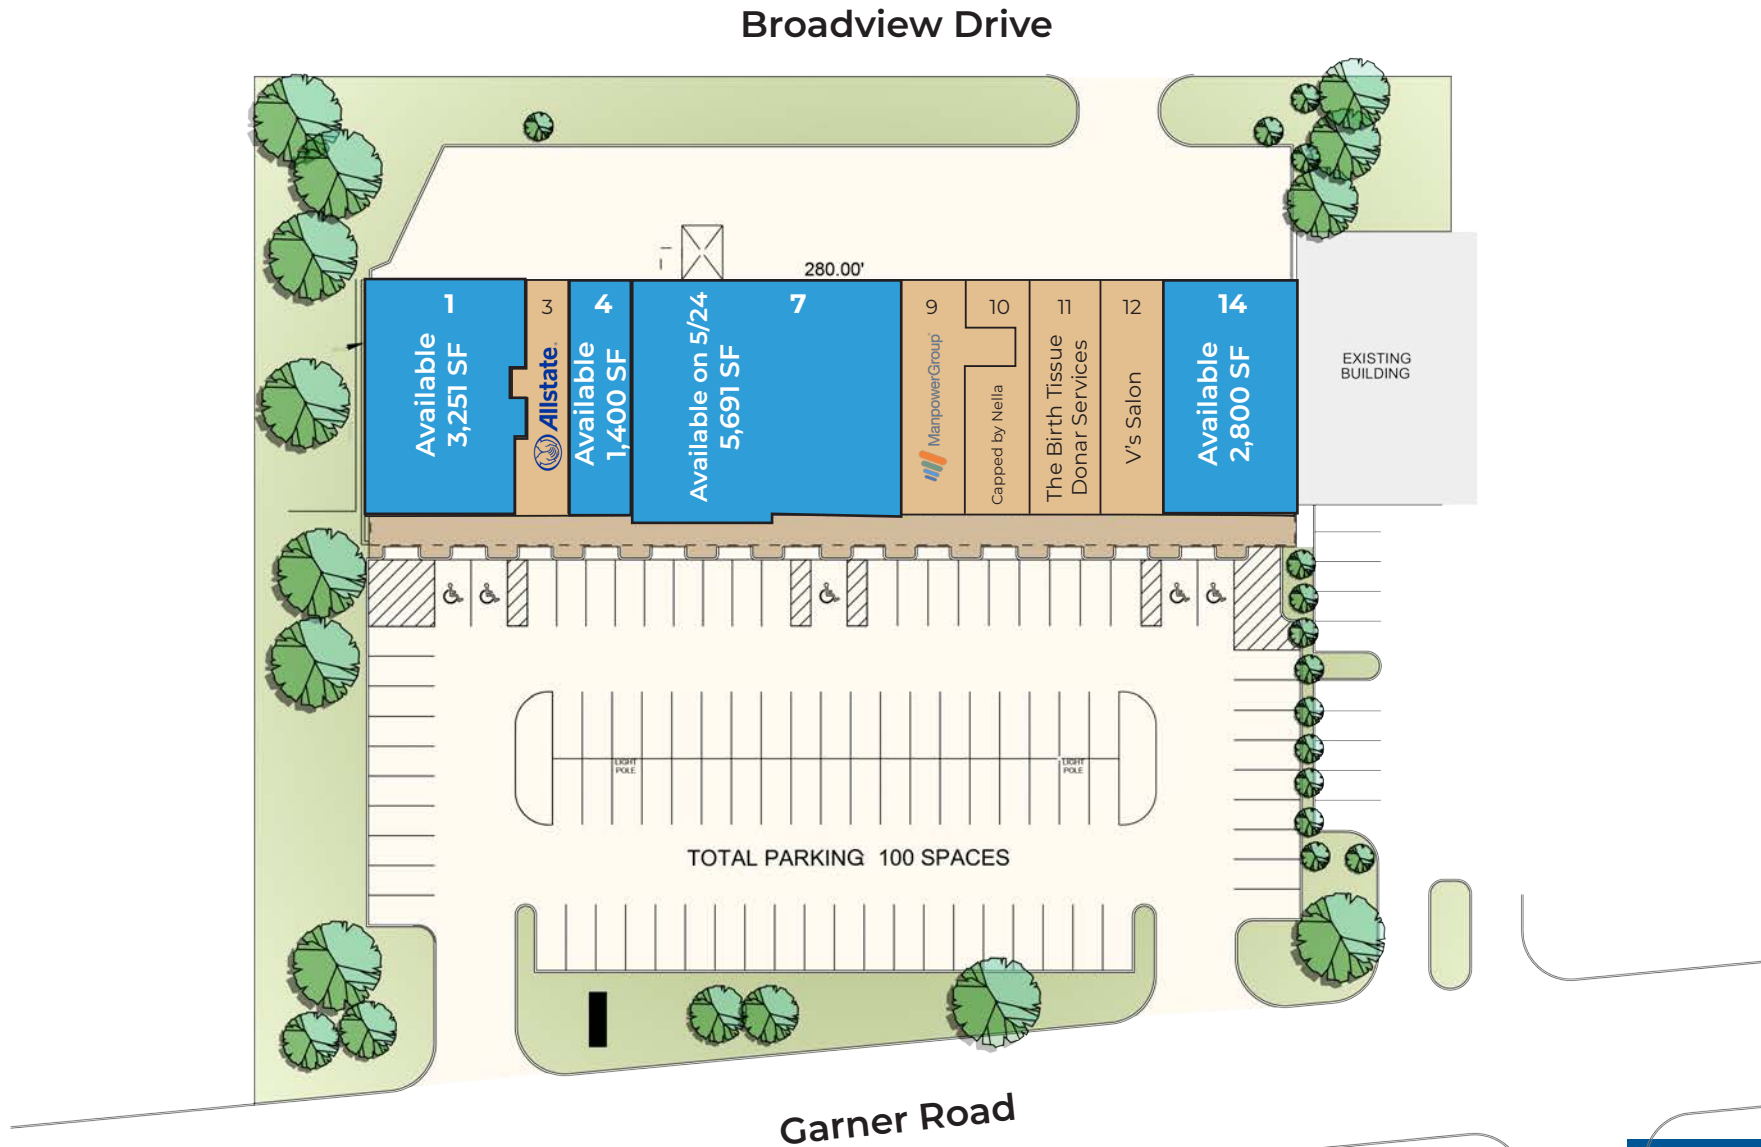 Broadview Drive
280.00'
1
Available
3,251 SF
3
Allstate.
4
Available
1,400 SF
7
Available on 5/24
5,691 SF
9
ManpowerGroup
10
Capped by Nella
11
The Birth Tissue
Donar Services
12
V's Salon
14
Available
2,800 SF
EXISTING
BUILDING
LIGHT
POLE
LIGHT
POLE
TOTAL PARKING 100 SPACES
Garner Road